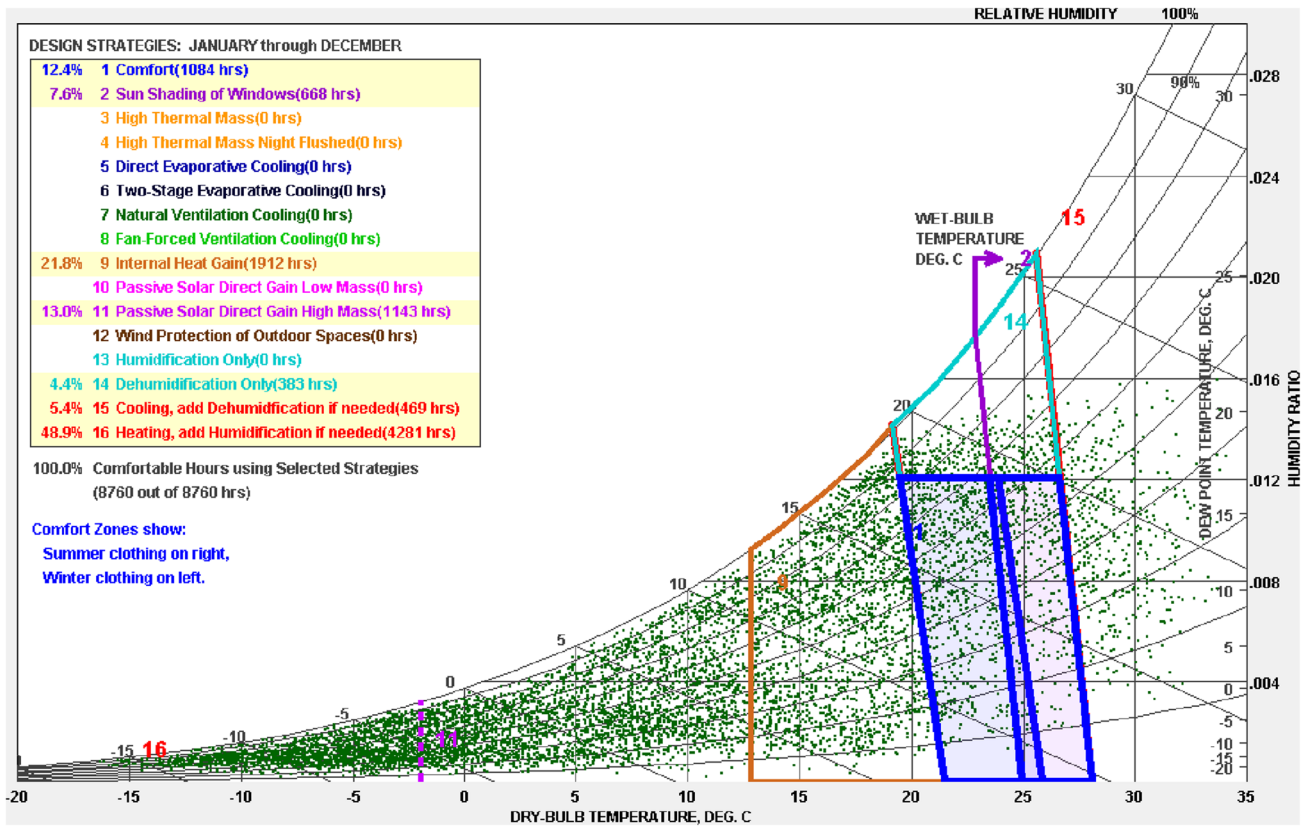 RELATIVE HUMIDITY 100%
DESIGN STRATEGIES: JANUARY through DECEMBER
12.4% 1 Comfort(1084 hrs)
7.6% 2 Sun Shading of Windows(668 hrs)
3 High Thermal Mass(0 hrs)
4 High Thermal Mass Night Flushed(0 hrs)
5 Direct Evaporative Cooling(0 hrs)
6 Two-Stage Evaporative Cooling(0 hrs)
7 Natural Ventilation Cooling(0 hrs)
8 Fan-Forced Ventilation Cooling(0 hrs)
21.8% 9 Internal Heat Gain(1912 hrs)
10 Passive Solar Direct Gain Low Mass(0 hrs)
13.0% 11 Passive Solar Direct Gain High Mass(1143 hrs)
12 Wind Protection of Outdoor Spaces(0 hrs)
13 Humidification Only(0 hrs)
4.4% 14 Dehumidification Only(383 hrs)
5.4% 15 Cooling, add Dehumidfication if needed(469 hrs)
48.9% 16 Heating, add Humidification if needed(4281 hrs)
100.0% Comfortable Hours using Selected Strategies
(8760 out of 8760 hrs)
Comfort Zones show:
Summer clothing on right,
Winter clothing on left.
WET-BULB
TEMPERATURE
DEG. C
90%
15
2
14
1
9
11
16
-15
-10
-5
0
5
10
15
20
25
30
30
25
20
15
10
5
0
-5
-10
-15
-20
DEW POINT TEMPERATURE, DEG. C
.028
.024
.020
.016
.012
.008
.004
HUMIDITY RATIO
-20 -15 -10 -5 0 5 10 15 20 25 30 35
DRY-BULB TEMPERATURE, DEG. C